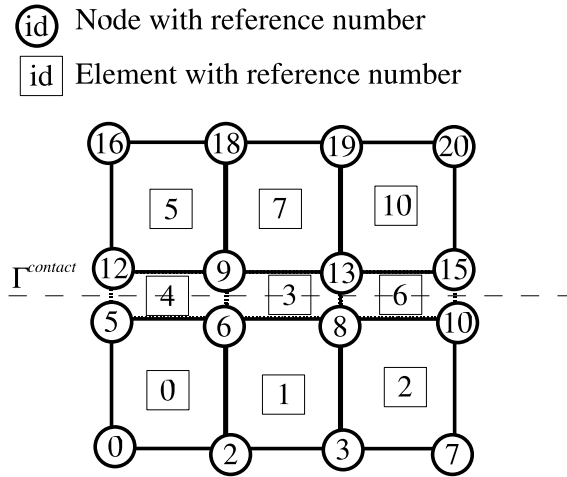 id Node with reference number
id Element with reference number
16 18 19 20
5 7 10
12 9 13 15
Γcontact
4 3 6
5 6 8 10
0 1 2
0 2 3 7